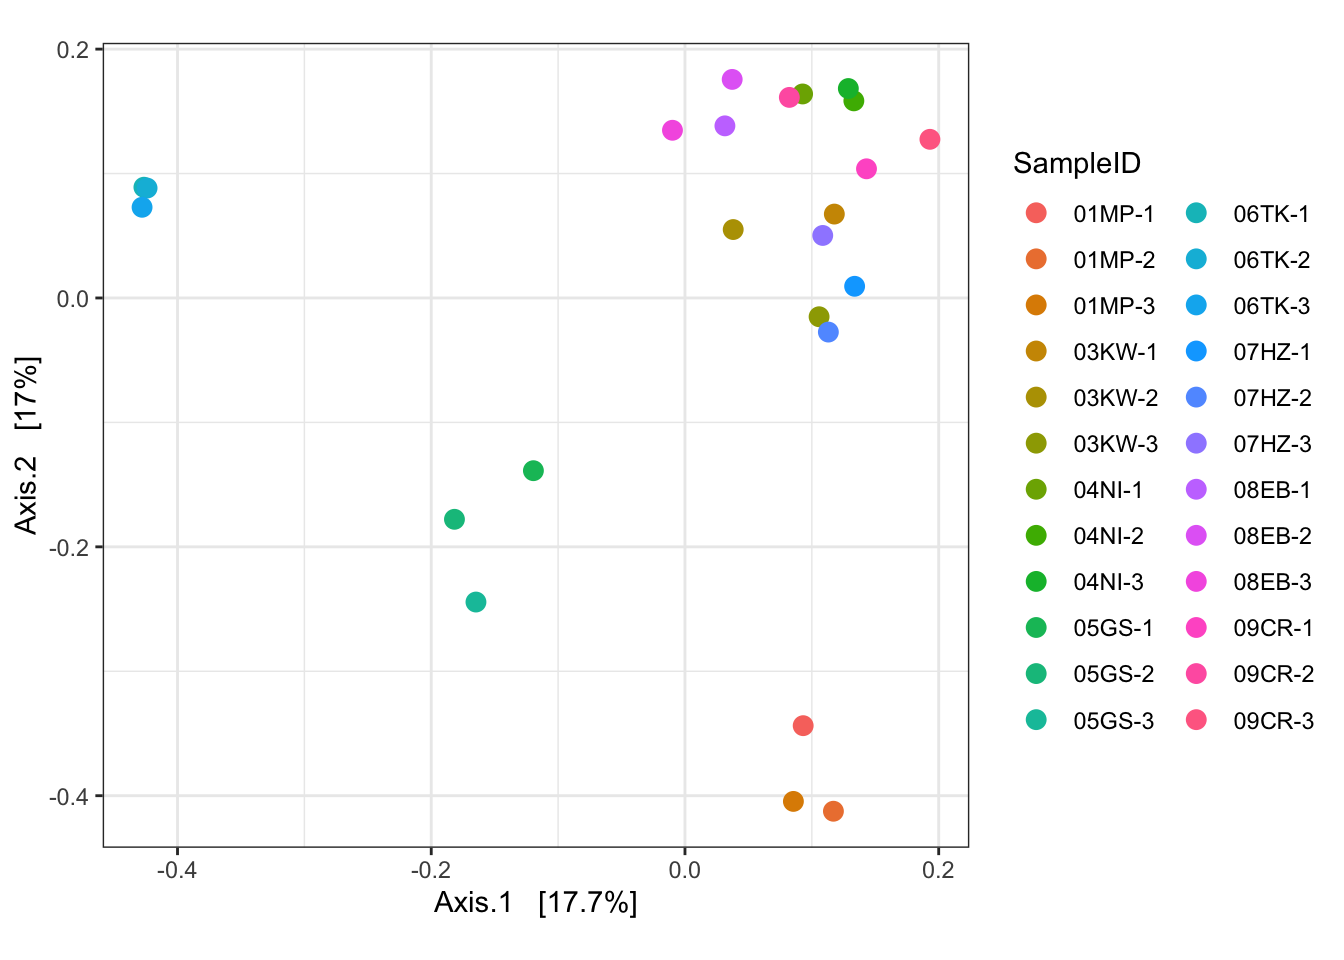 0.2
0.0
-0.2
-0.4
Axis.2 [17%]
-0.4 -0.2 0.0 0.2
Axis.1 [17.7%]
SampleID
01MP-1
01MP-2
01MP-3
03KW-1
03KW-2
03KW-3
04NI-1
04NI-2
04NI-3
05GS-1
05GS-2
05GS-3
06TK-1
06TK-2
06TK-3
07HZ-1
07HZ-2
07HZ-3
08EB-1
08EB-2
08EB-3
09CR-1
09CR-2
09CR-3